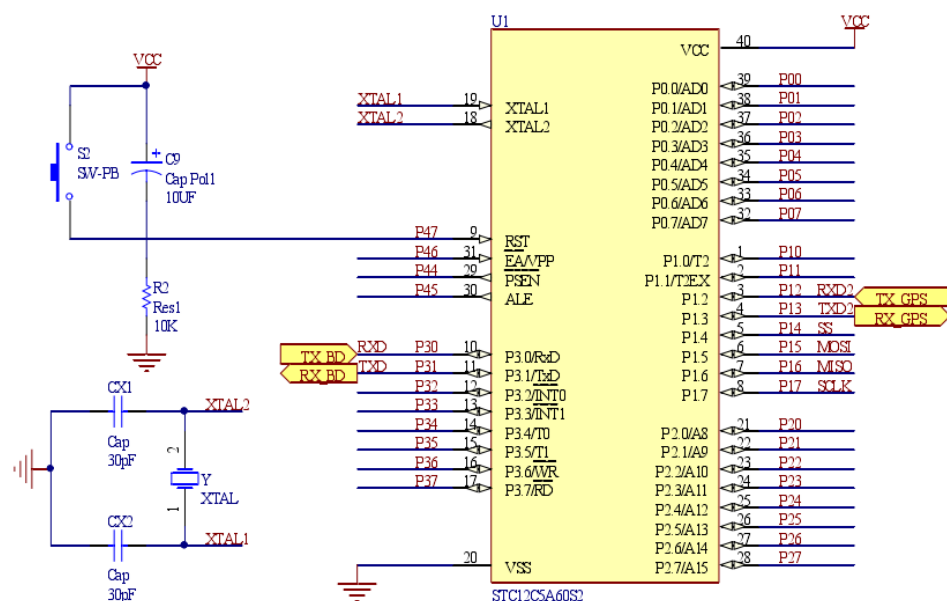 VCC
S2
SW-PB
C9
Cap Pol1
10UF
R2
Res1
10K
CX1
Cap
30pF
XTAL2
2
Y
XTAL
1
XTAL1
CX2
Cap
30pF
U1
XTAL1 19 XTAL1
XTAL2 18 XTAL2
P47 9 RST
P46 31 EA/VPP
P44 29 PSEN
P45 30 ALE
TX_BD RXD P30 10 P3.0/RxD
RX_BD TXD P31 11 P3.1/TxD
P32 12 P3.2/INT0
P33 13 P3.3/INT1
P34 14 P3.4/T0
P35 15 P3.5/T1
P36 16 P3.6/WR
P37 17 P3.7/RD
20 VSS
VCC 40 VCC
P0.0/AD0 39 P00
P0.1/AD1 38 P01
P0.2/AD2 37 P02
P0.3/AD3 36 P03
P0.4/AD4 35 P04
P0.5/AD5 34 P05
P0.6/AD6 33 P06
P0.7/AD7 32 P07
P1.0/T2 1 P10
P1.1/T2EX 2 P11
P1.2 3 P12 RXD2 TX_GPS
P1.3 4 P13 TXD2 RX_GPS
P1.4 5 P14 SS
P1.5 6 P15 MOSI
P1.6 7 P16 MISO
P1.7 8 P17 SCLK
P2.0/A8 21 P20
P2.1/A9 22 P21
P2.2/A10 23 P22
P2.3/A11 24 P23
P2.4/A12 25 P24
P2.5/A13 26 P25
P2.6/A14 27 P26
P2.7/A15 28 P27
STC12C5A60S2